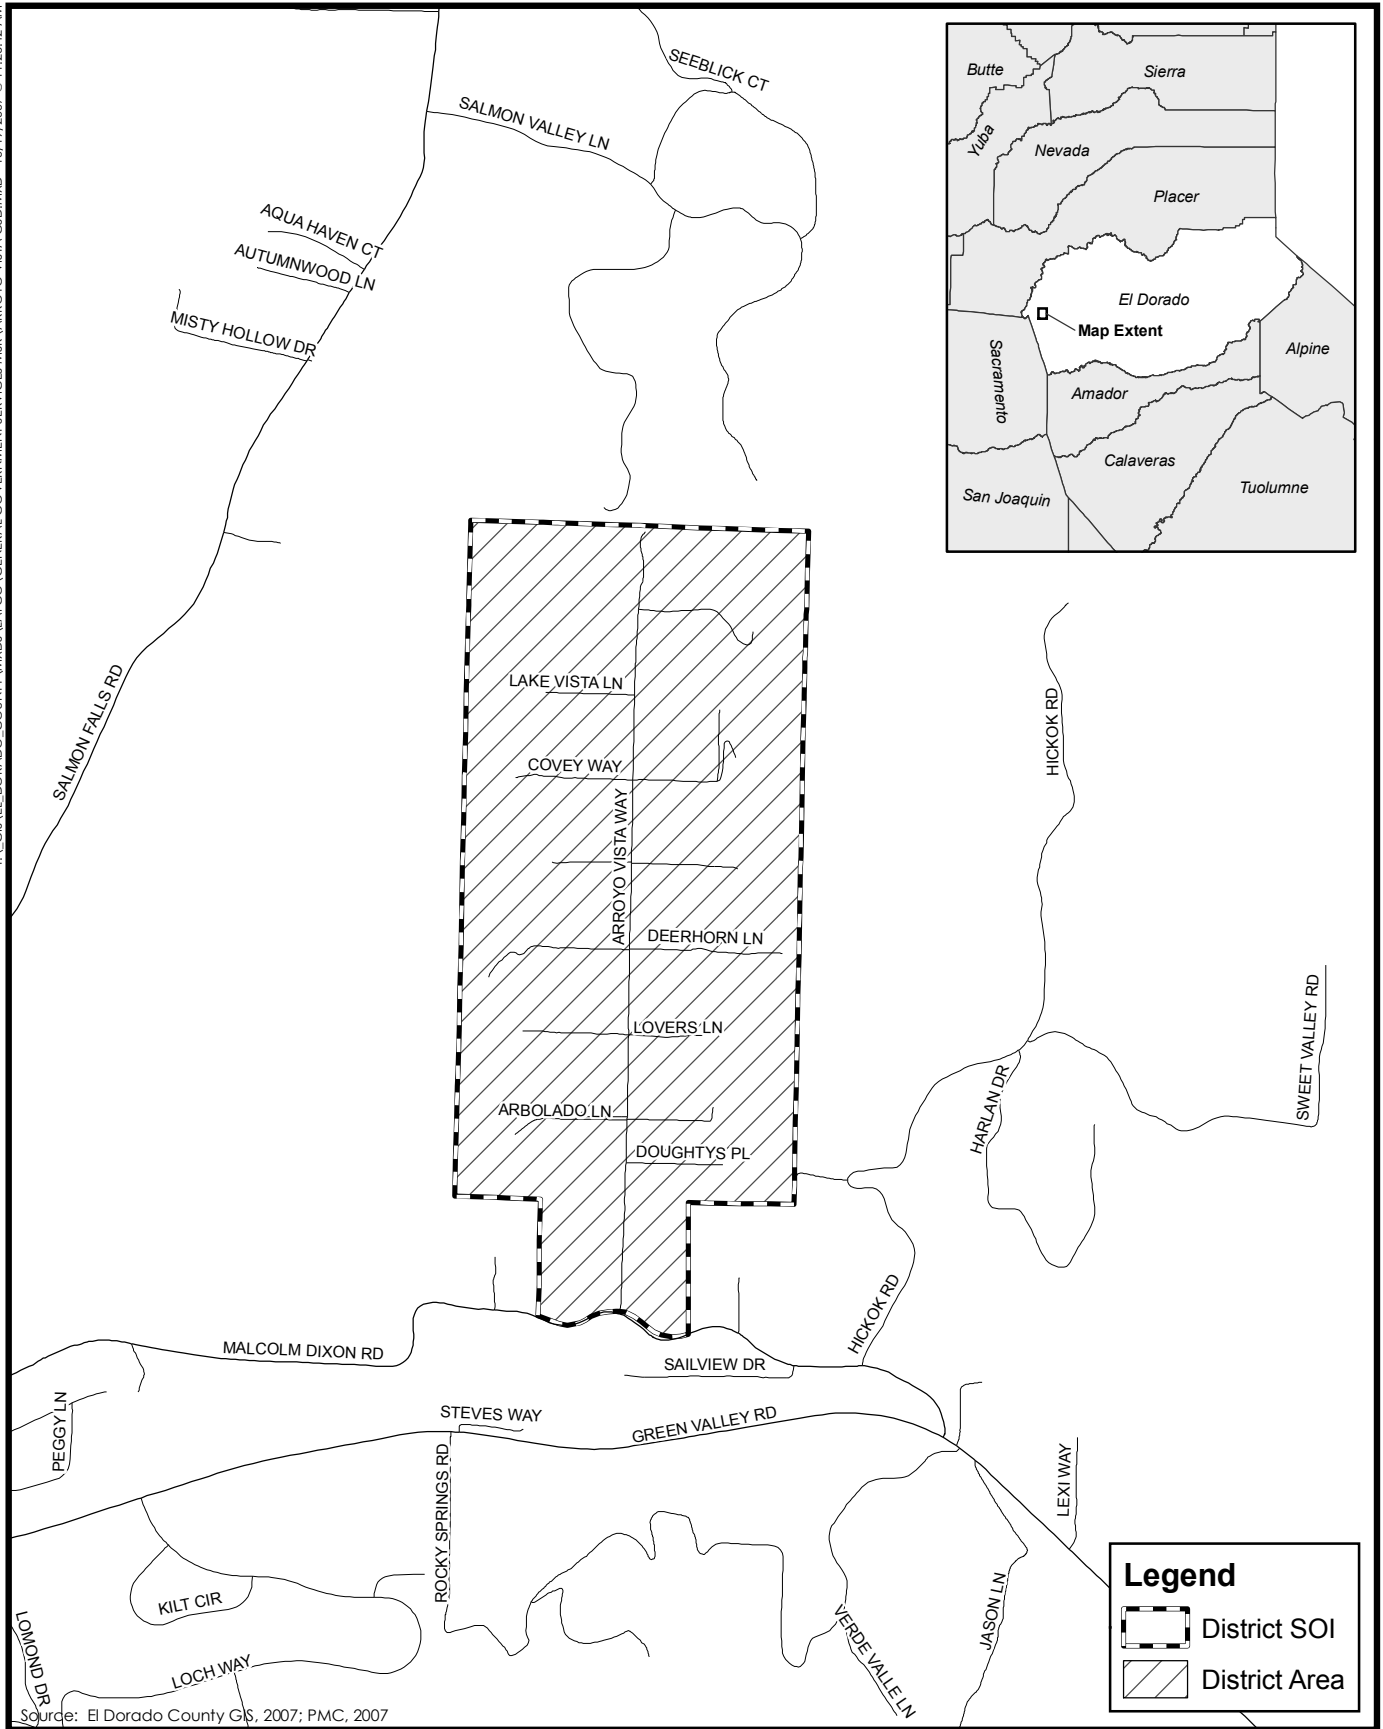 SEEBLICK CT
SALMON VALLEY LN
AQUA HAVEN CT
AUTUMNWOOD LN
MISTY HOLLOW DR
SALMON FALLS RD
Butte
Sierra
Yuba
Nevada
Placer
El Dorado
Map Extent
Sacramento
Alpine
Amador
Calaveras
San Joaquin
Tuolumne
LAKE VISTA LN
COVEY WAY
ARROYO VISTA WAY
DEERHORN LN
LOVERS LN
ARBOLADO LN
DOUGHTYS PL
HICKOK RD
SWEET VALLEY RD
HARLAN DR
HICKOK RD
MALCOLM DIXON RD
SAILVIEW DR
PEGGY LN
STEVES WAY
GREEN VALLEY RD
ROCKY SPRINGS RD
LEXI WAY
KILT CIR
LOMOND DR
LOCH WAY
VERDE VALLE LN
JASON LN
Legend
District SOI
District Area
Source: El Dorado County GIS, 2007; PMC, 2007